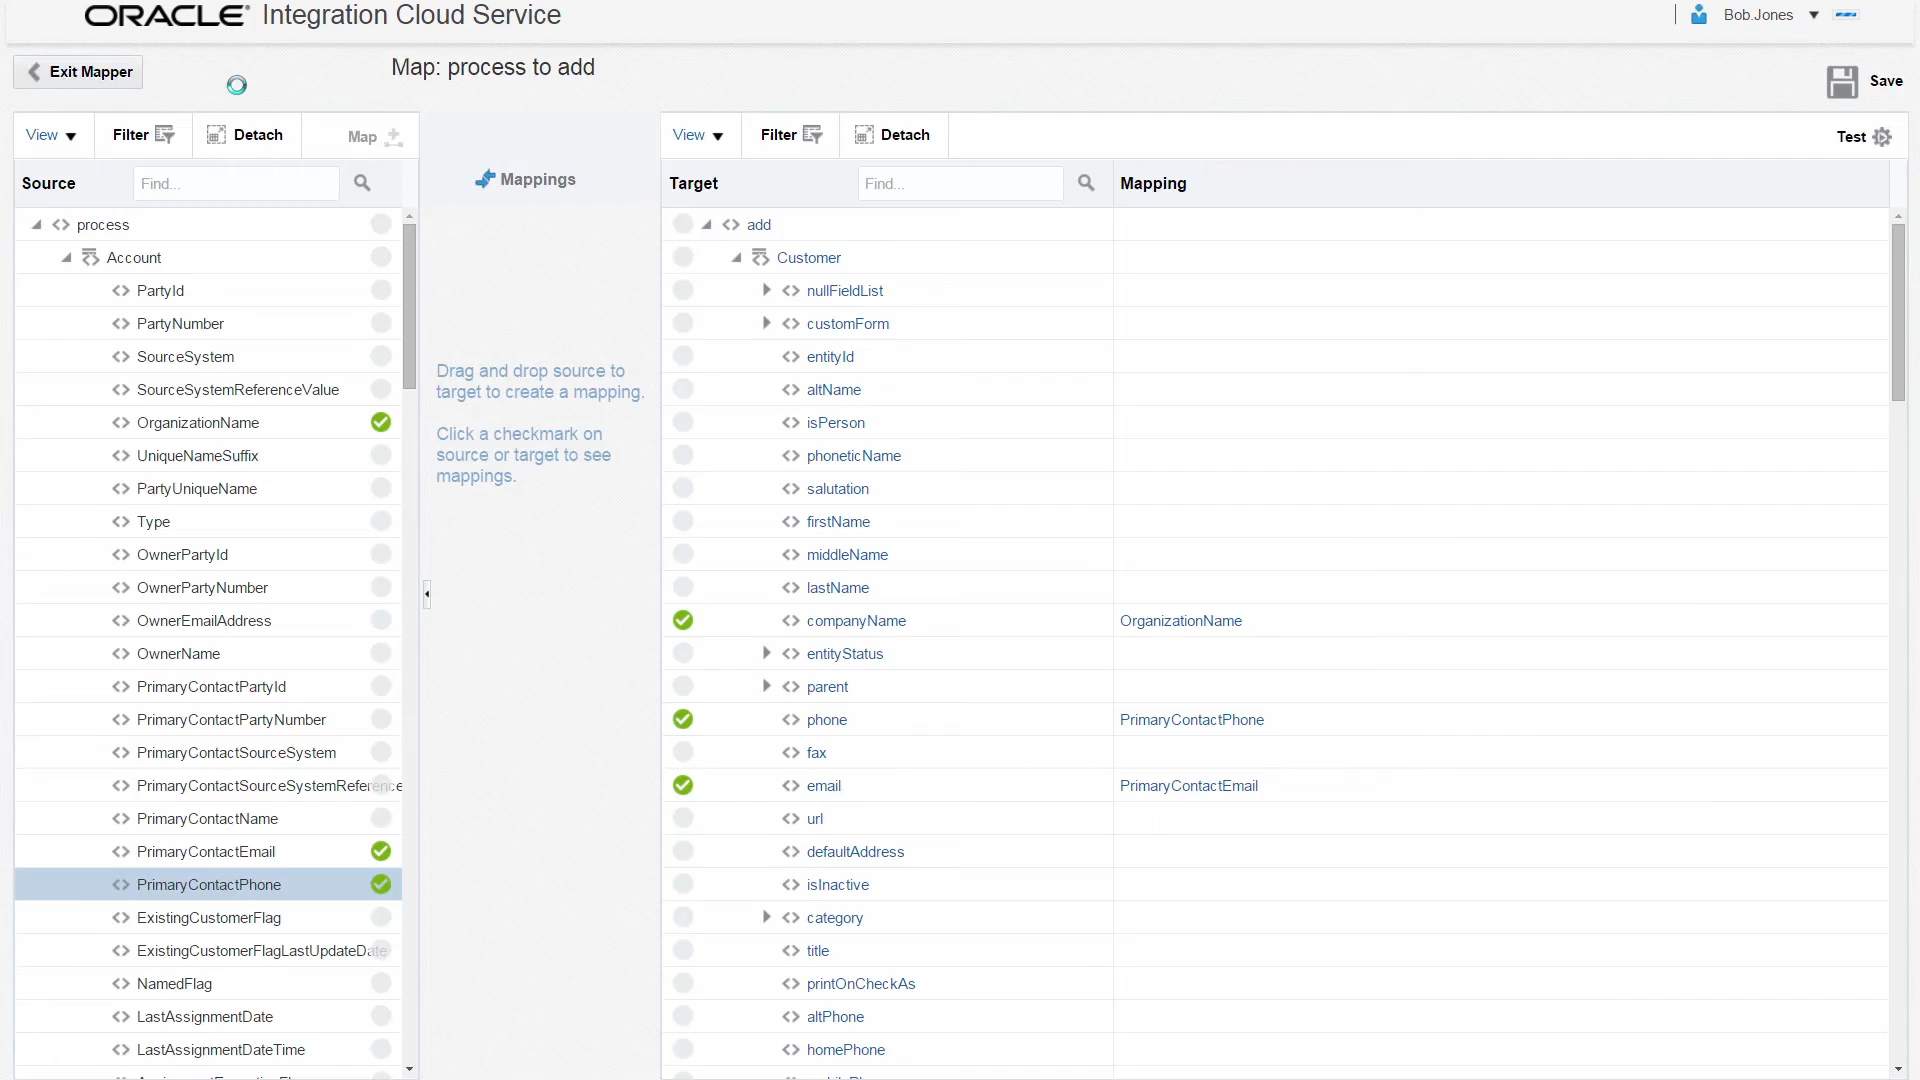 ORACLE® Integration Cloud Service
Bob.Jones
Exit Mapper
Map: process to add
Save
View
Filter
Detach
Map
View
Filter
Detach
Test
Source
Find...
Mappings
Target
Find...
Mapping
process
Account
PartyId
PartyNumber
SourceSystem
SourceSystemReferenceValue
OrganizationName
UniqueNameSuffix
PartyUniqueName
Type
OwnerPartyId
OwnerPartyNumber
OwnerEmailAddress
OwnerName
PrimaryContactPartyId
PrimaryContactPartyNumber
PrimaryContactSourceSystem
PrimaryContactSourceSystemReference
PrimaryContactName
PrimaryContactEmail
PrimaryContactPhone
ExistingCustomerFlag
ExistingCustomerFlagLastUpdateDate
NamedFlag
LastAssignmentDate
LastAssignmentDateTime
Drag and drop source to
target to create a mapping.
Click a checkmark on
source or target to see
mappings.
add
Customer
nullFieldList
customForm
entityId
altName
isPerson
phoneticName
salutation
firstName
middleName
lastName
companyName OrganizationName
entityStatus
parent
phone PrimaryContactPhone
fax
email PrimaryContactEmail
url
defaultAddress
isInactive
category
title
printOnCheckAs
altPhone
homePhone